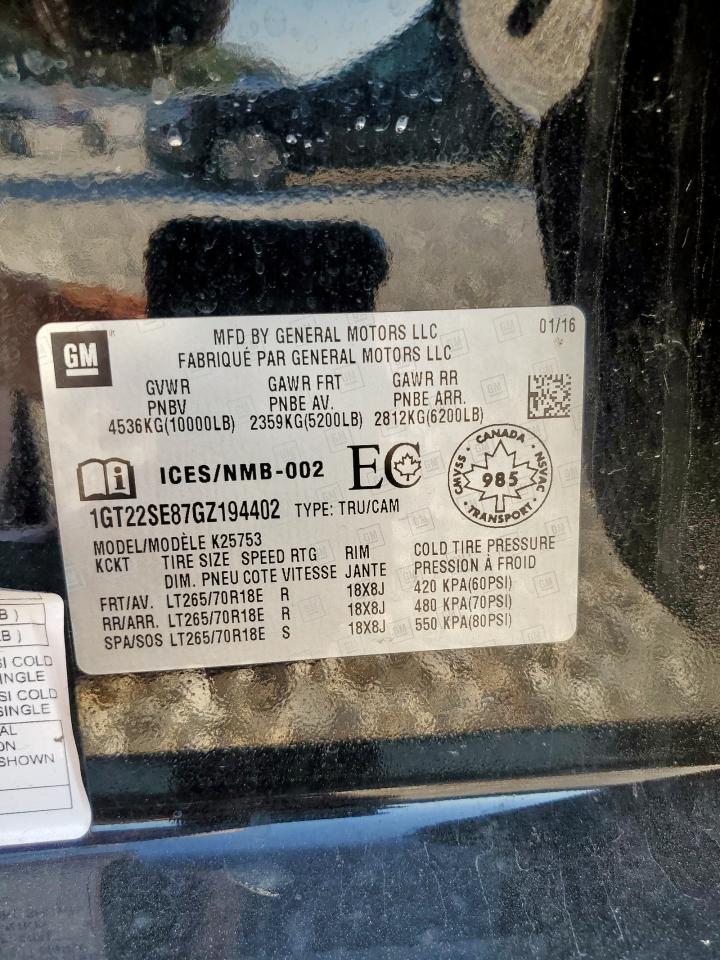 GM
MFD BY GENERAL MOTORS LLC
01/16
FABRIQUÉ PAR GENERAL MOTORS LLC
GVWR GAWR FRT GAWR RR
PNBV PNBE AV. PNBE ARR.
4536KG(10000LB) 2359KG(5200LB) 2812KG(6200LB)
i ICES/NMB-002 EC
CANADA CMVSS NSVAC 985 TRANSPORT
1GT22SE87GZ194402 TYPE: TRU/CAM
MODEL/MODÈLE K25753
KCKT TIRE SIZE SPEED RTG RIM COLD TIRE PRESSURE
DIM. PNEU COTE VITESSE JANTE PRESSION À FROID
FRT/AV. LT265/70R18E R 18X8J 420 KPA(60PSI)
RR/ARR. LT265/70R18E R 18X8J 480 KPA(70PSI)
SPA/SOS LT265/70R18E S 18X8J 550 KPA(80PSI)
B )
LB )
SI COLD
INGLE
SI COLD
SINGLE
AL
ON
SHOWN